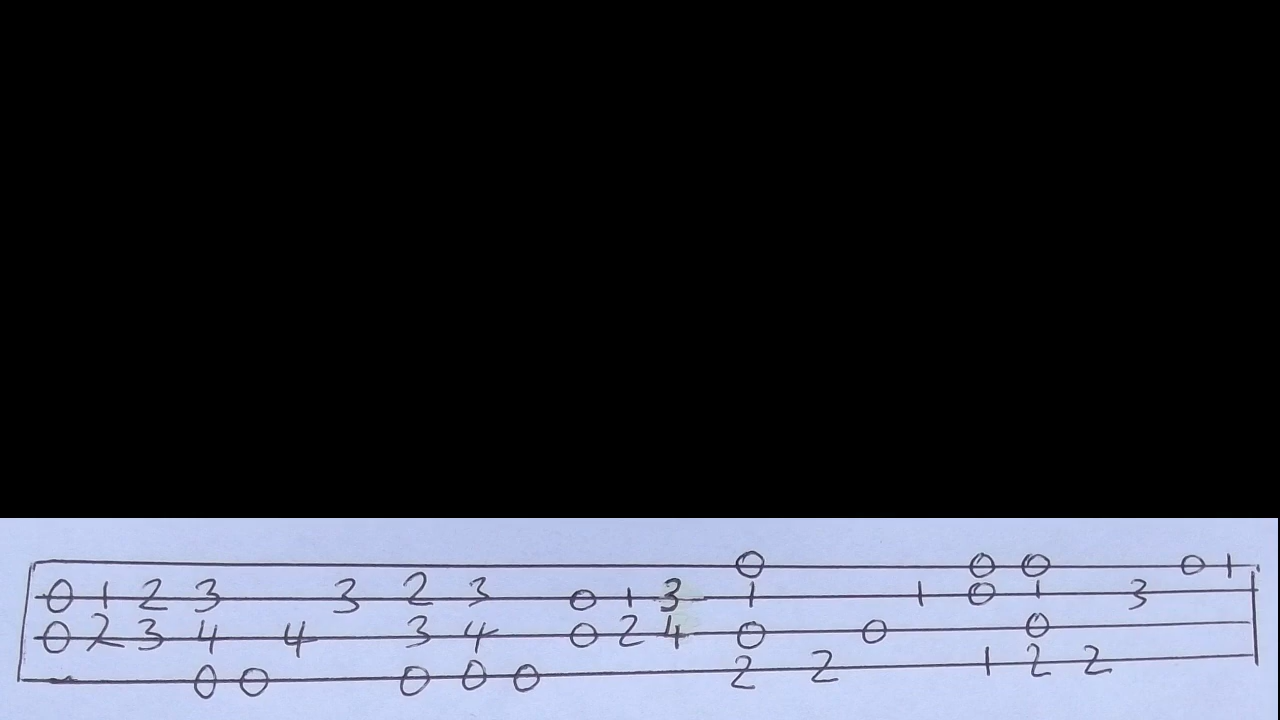 0 0 0 0 1
0 1 2 3 3 2 3 0 1 3 1 1 0 1 3
0 2 3 4 4 3 4 0 2 4 0 0 0
0 0 0 0 0 2 2 1 2 2